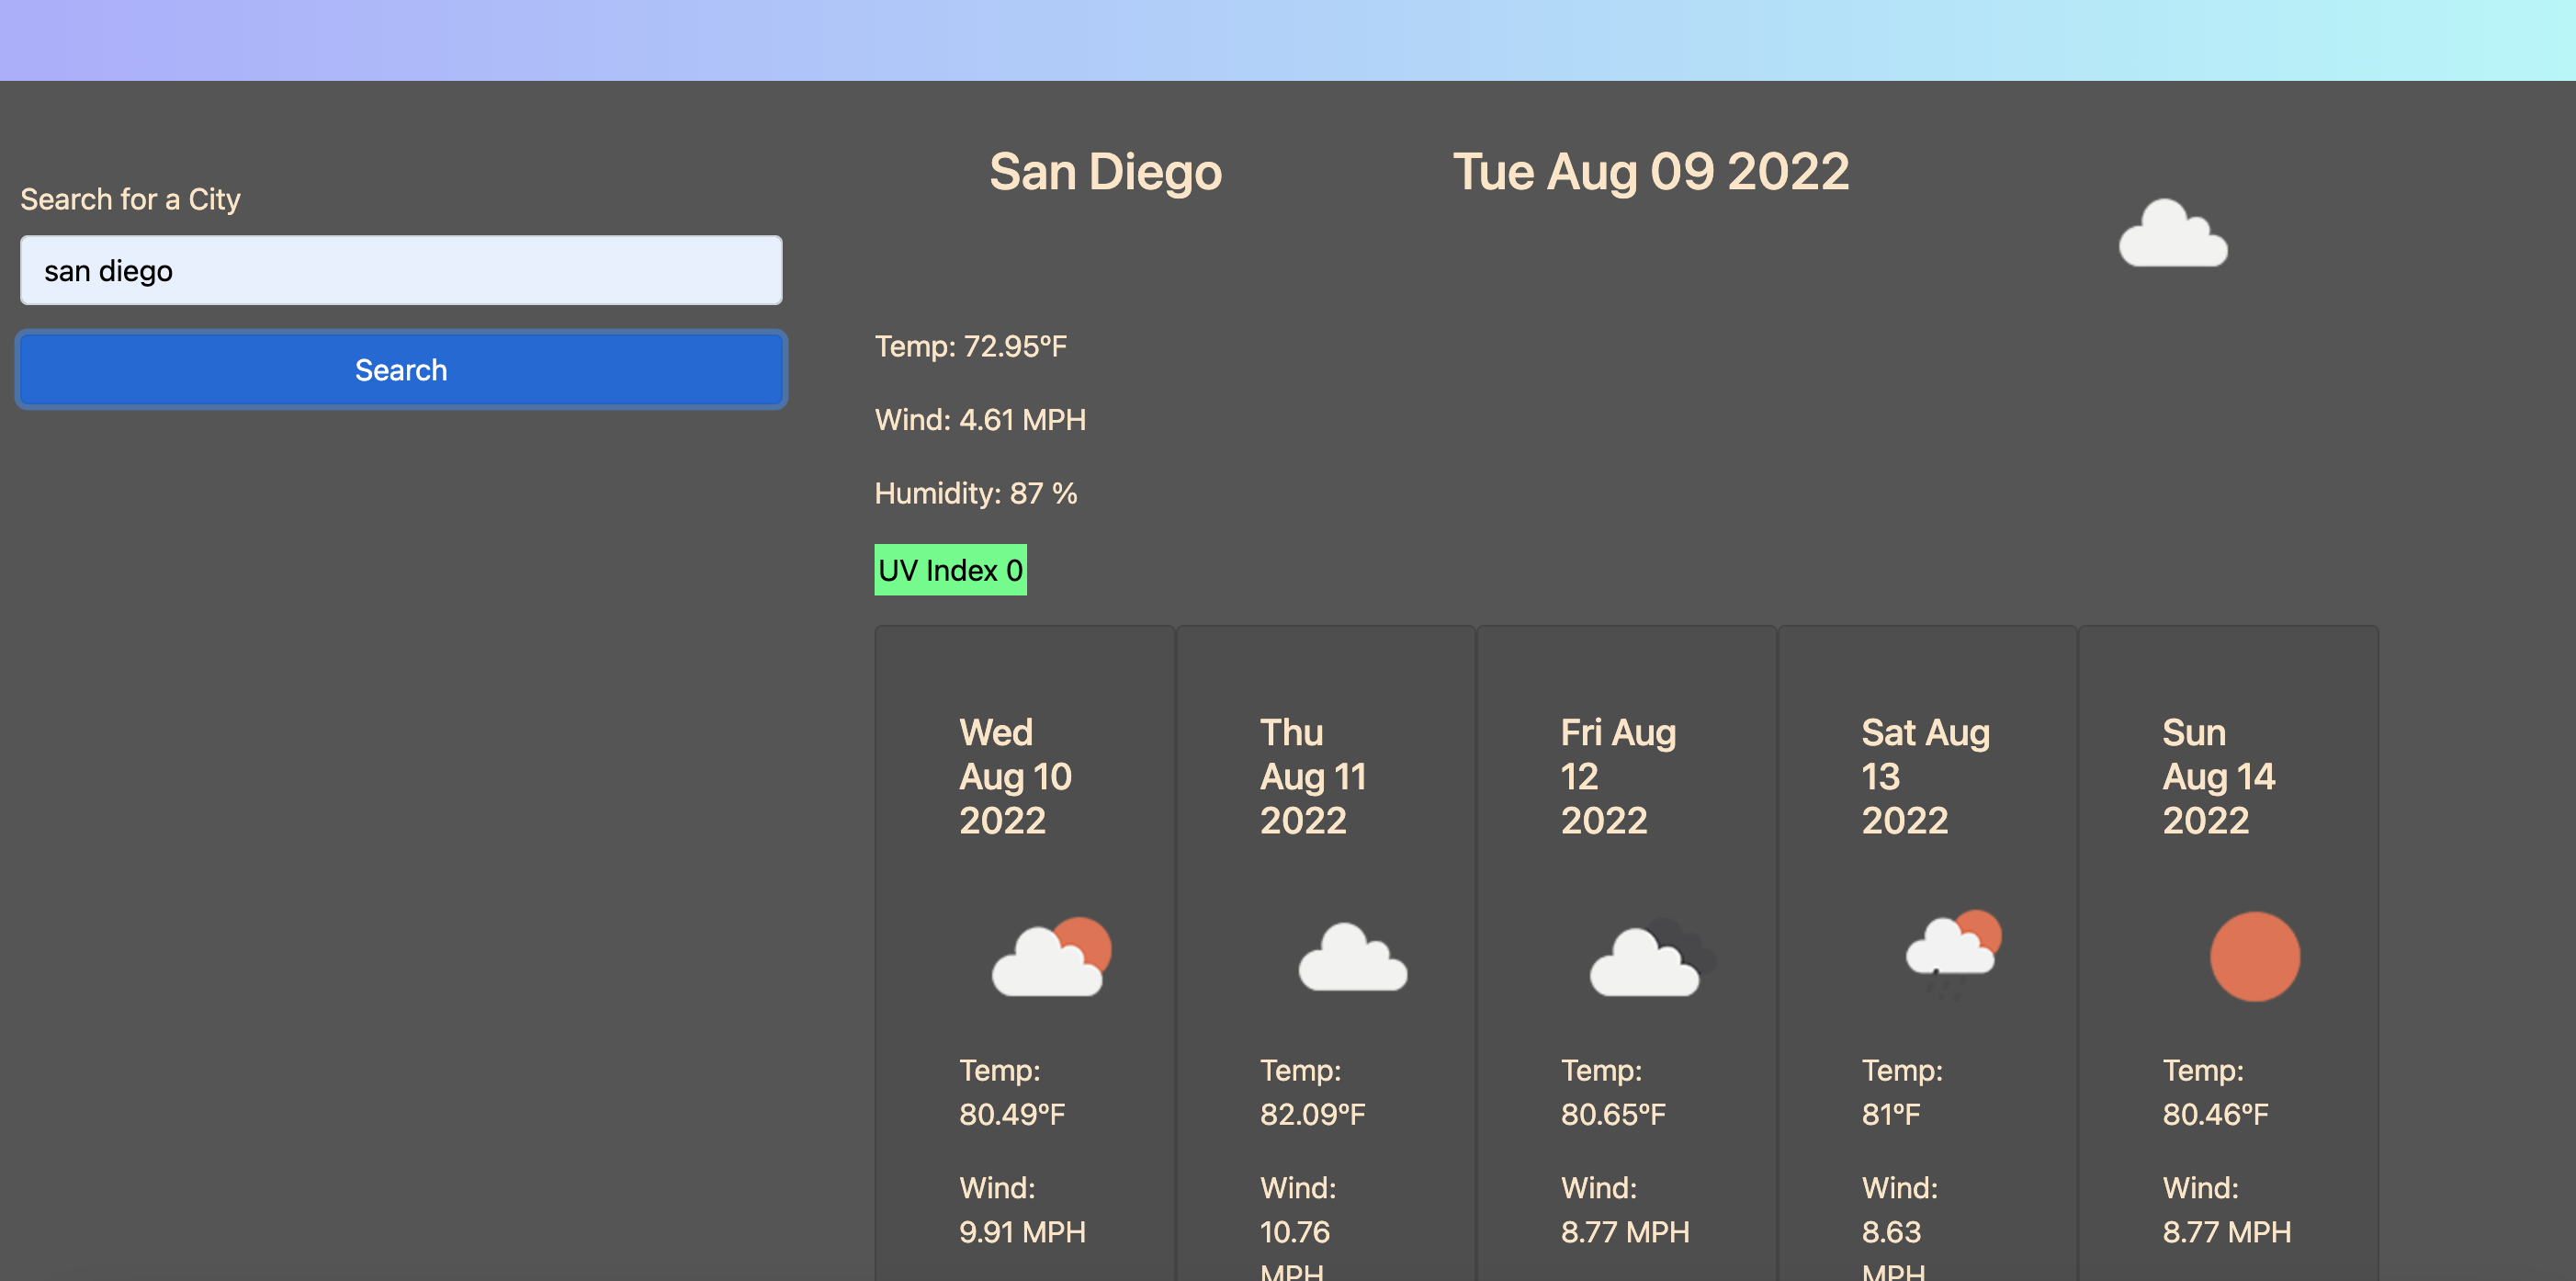 San Diego
Tue Aug 09 2022
Search for a City
san diego
Search
Temp: 72.95°F
Wind: 4.61 MPH
Humidity: 87 %
UV Index 0
Wed
Aug 10
2022
Temp:
80.49°F
Wind:
9.91 MPH
Thu
Aug 11
2022
Temp:
82.09°F
Wind:
10.76
MPH
Fri Aug
12
2022
Temp:
80.65°F
Wind:
8.77 MPH
Sat Aug
13
2022
Temp:
81°F
Wind:
8.63
MPH
Sun
Aug 14
2022
Temp:
80.46°F
Wind:
8.77 MPH